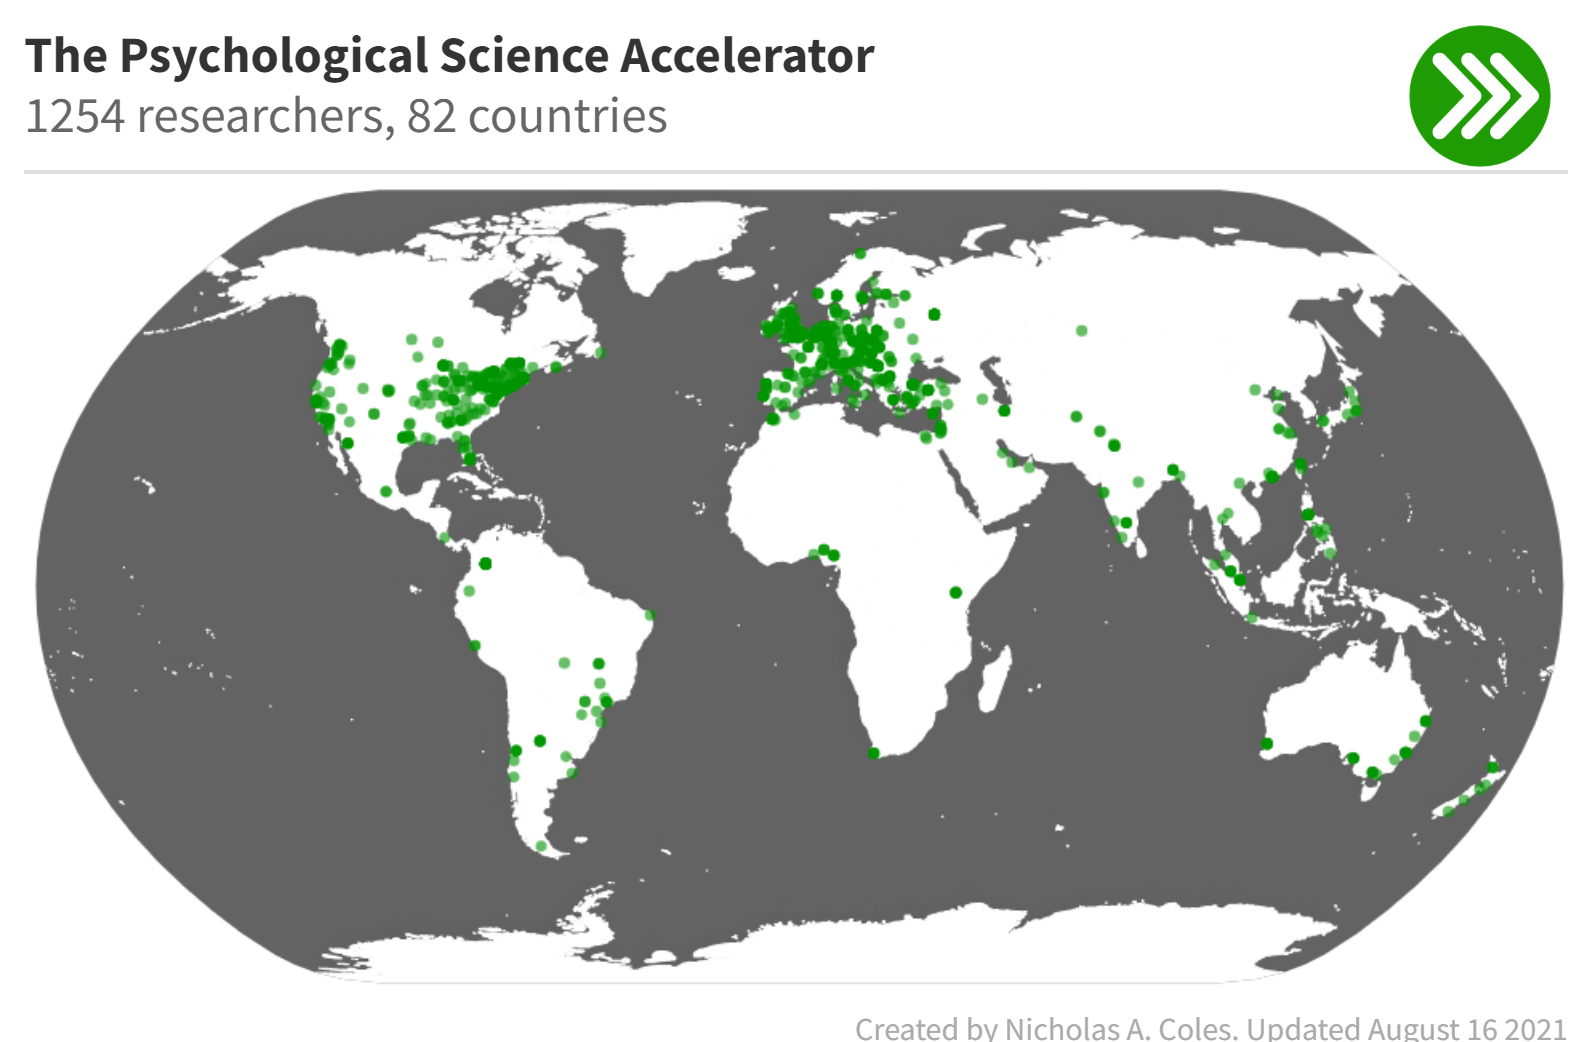 The Psychological Science Accelerator
1254 researchers, 82 countries
Created by Nicholas A. Coles. Updated August 16 2021